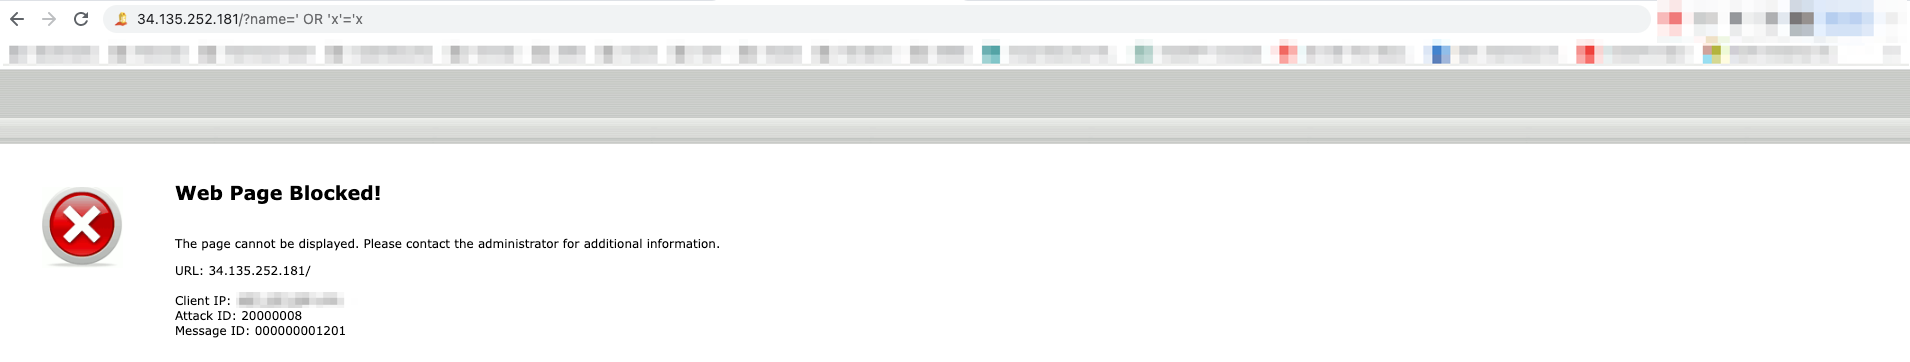 34.135.252.181/?name=' OR 'x'='x
Web Page Blocked!
The page cannot be displayed. Please contact the administrator for additional information.
URL: 34.135.252.181/
Client IP:
Attack ID: 20000008
Message ID: 000000001201